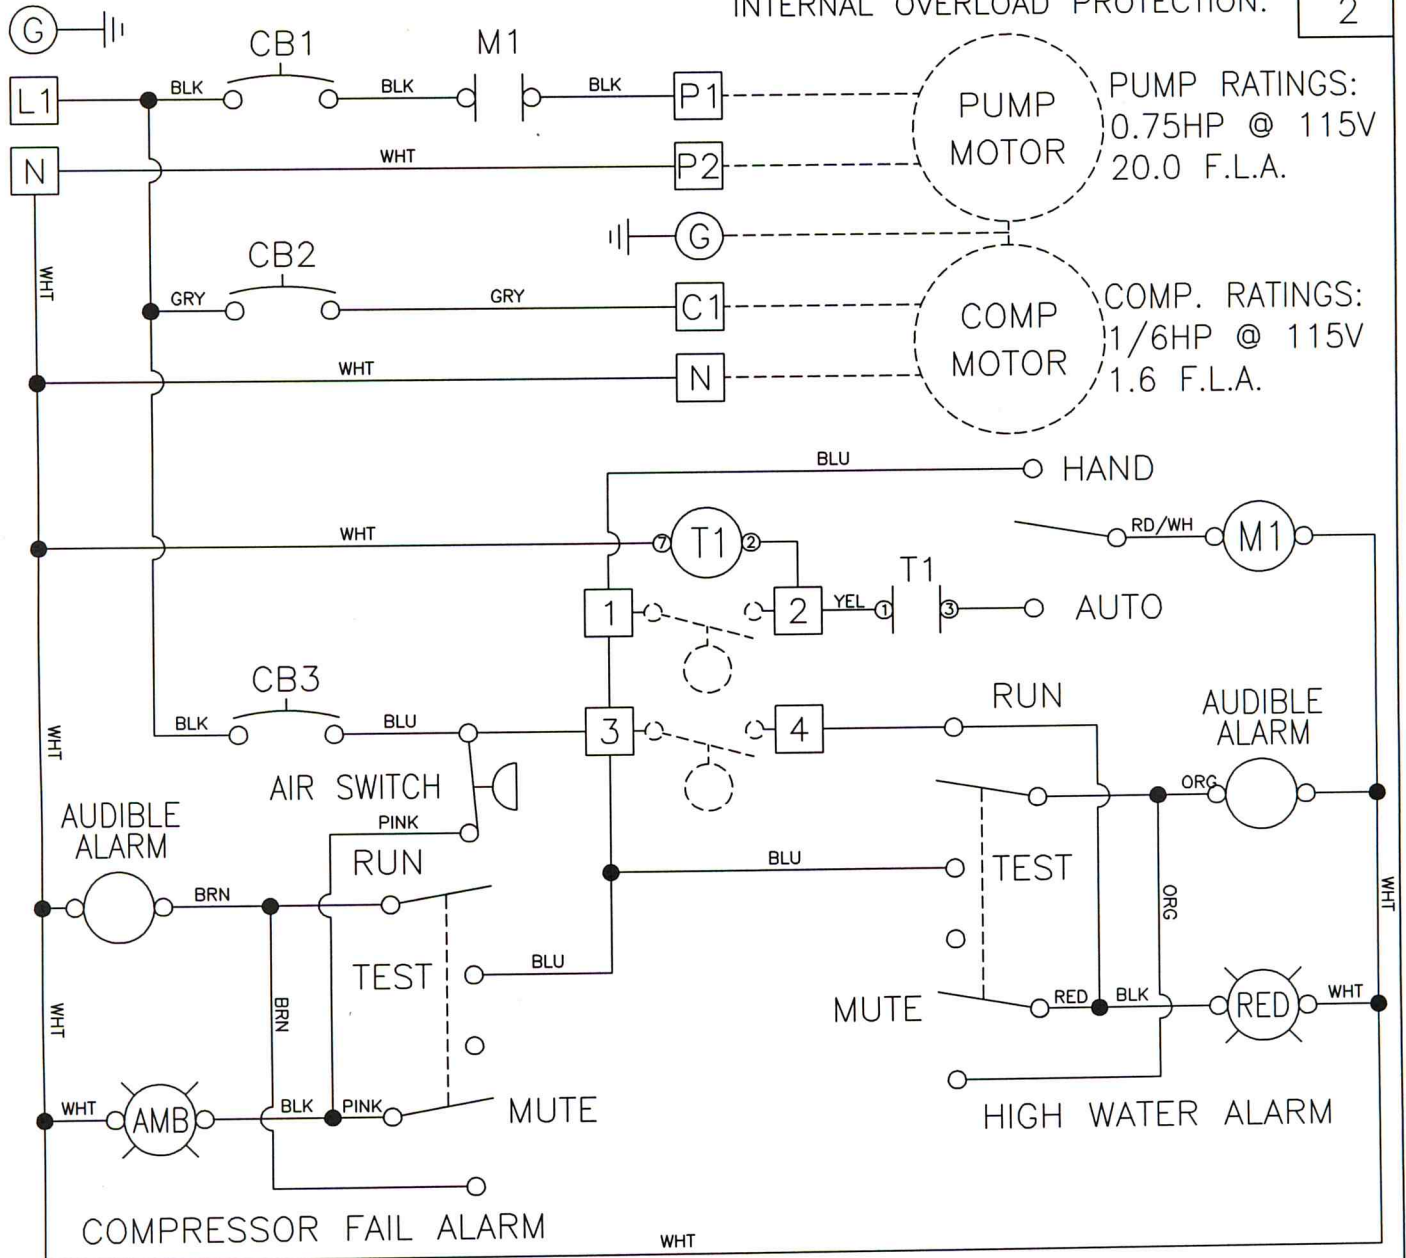 INTERNAL OVERLOAD PROTECTION.
2
G
CB1
M1
L1
BLK
BLK
BLK
P1
PUMP
MOTOR
PUMP RATINGS:
0.75HP @ 115V
20.0 F.L.A.
N
WHT
P2
G
WHT
CB2
GRY
GRY
C1
COMP
MOTOR
COMP. RATINGS:
1/6HP @ 115V
1.6 F.L.A.
WHT
N
BLU
HAND
WHT
7
T1
2
RD/WH
M1
T1
1
2
YEL
1
3
AUTO
CB3
BLK
BLU
3
4
RUN
AUDIBLE
ALARM
WHT
AIR SWITCH
ORG
AUDIBLE
ALARM
PINK
RUN
BLU
TEST
BRN
ORG
WHT
TEST
BLU
WHT
BRN
MUTE
RED
BLK
RED
WHT
WHT
AMB
BLK
PINK
MUTE
HIGH WATER ALARM
COMPRESSOR FAIL ALARM
WHT